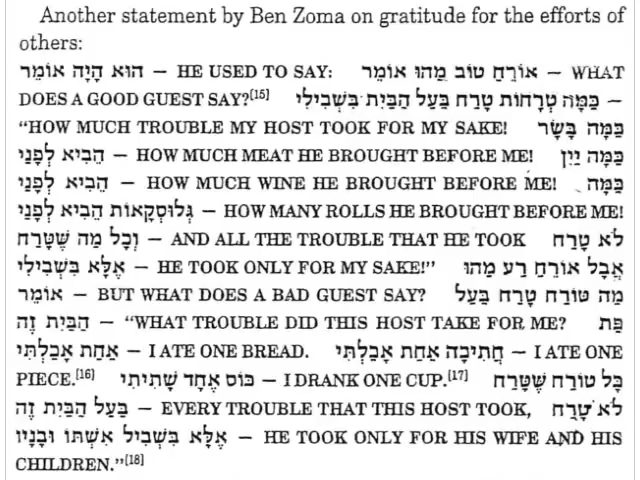 Another statement by Ben Zoma on gratitude for the efforts of
others:
הוּא הָיָה אוֹמֵר – HE USED TO SAY: אוֹרֵחַ טוֹב מַהוּ אוֹמֵר – WHAT
DOES A GOOD GUEST SAY?[15] כַּמָּה טְרָחוֹת טָרַח בַּעַל הַבַּיִת בִּשְׁבִילִי –
"HOW MUCH TROUBLE MY HOST TOOK FOR MY SAKE! כַּמָּה בָּשָׂר
הֵבִיא לְפָנַי – HOW MUCH MEAT HE BROUGHT BEFORE ME! כַּמָּה יַיִן
הֵבִיא לְפָנַי – HOW MUCH WINE HE BROUGHT BEFORE ME! כַּמָּה
גְּלוּסְקָאוֹת הֵבִיא לְפָנַי – HOW MANY ROLLS HE BROUGHT BEFORE ME!
וְכָל מַה שֶּׁטָּרַח – AND ALL THE TROUBLE THAT HE TOOK לֹא טָרַח
אֶלָּא בִּשְׁבִילִי – HE TOOK ONLY FOR MY SAKE!" אֲבָל אוֹרֵחַ רַע מַהוּ
אוֹמֵר – BUT WHAT DOES A BAD GUEST SAY? מַה טּוֹרַח טָרַח בַּעַל
הַבַּיִת זֶה – "WHAT TROUBLE DID THIS HOST TAKE FOR ME? פַּת
אַחַת אָכַלְתִּי – I ATE ONE BREAD. חֲתִיכָה אַחַת אָכַלְתִּי – I ATE ONE
PIECE.[16] כּוֹס אֶחָד שָׁתִיתִי – I DRANK ONE CUP.[17] כָּל טוֹרַח שֶׁטָּרַח
בַּעַל הַבַּיִת זֶה – EVERY TROUBLE THAT THIS HOST TOOK, לֹא טָרַח
אֶלָּא בִּשְׁבִיל אִשְׁתּוֹ וּבָנָיו – HE TOOK ONLY FOR HIS WIFE AND HIS
CHILDREN."[18]